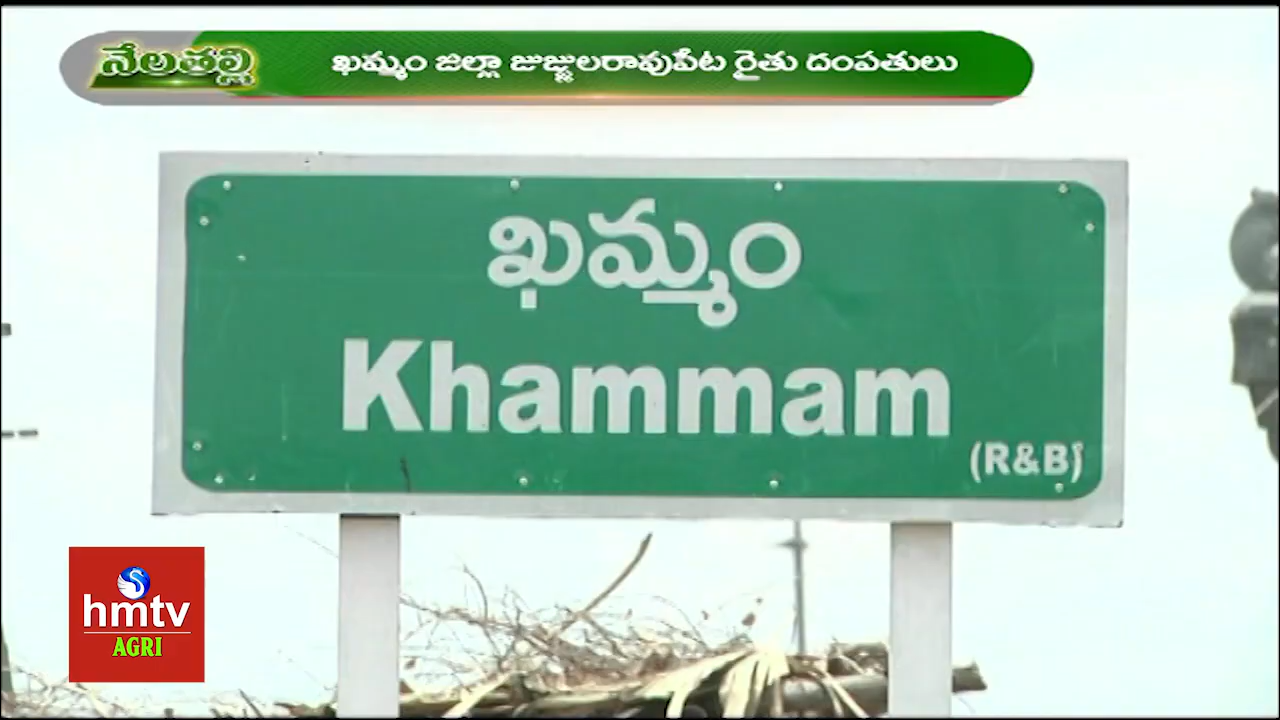 నేలతల్లి
ఖమ్మం జిల్లా జుజ్జులరావుపేట రైతు దంపతులు
ఖమ్మం
Khammam
(R&B)
hmtv
AGRI